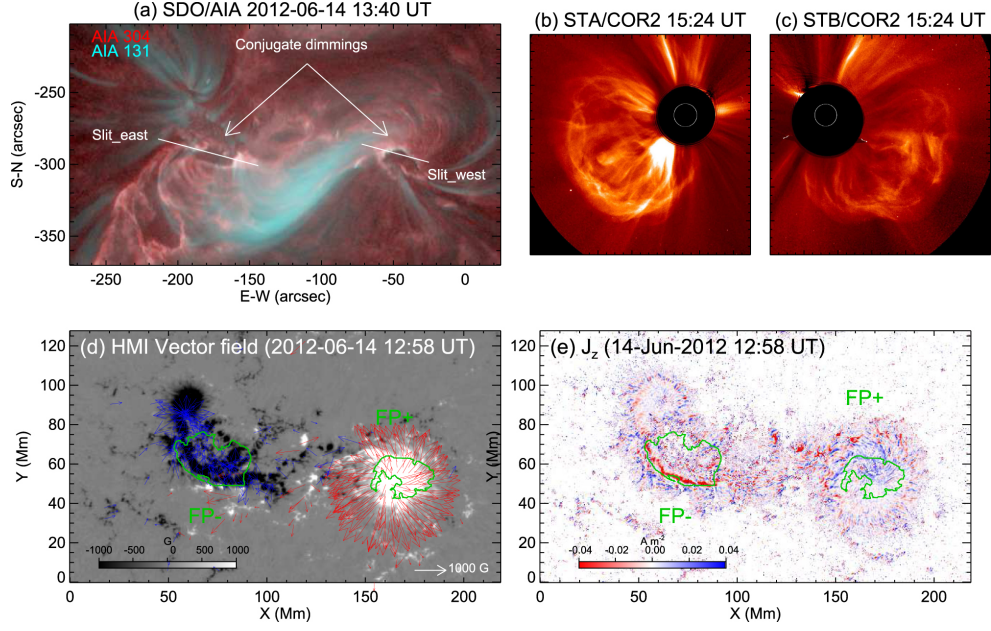 (a) SDO/AIA 2012-06-14 13:40 UT
AIA 304
AIA 131
Conjugate dimmings
Slit_east
Slit_west
-250
-300
-350
S-N (arcsec)
-250 -200 -150 -100 -50 0
E-W (arcsec)
(b) STA/COR2 15:24 UT
(c) STB/COR2 15:24 UT
(d) HMI Vector field (2012-06-14 12:58 UT)
FP+
FP-
G
-1000 0 500 1000
1000 G
120
100
80
60
40
20
0
Y (Mm)
0 50 100 150 200
X (Mm)
(e) Jz (14-Jun-2012 12:58 UT)
FP+
FP-
A m-2
-0.04 -0.02 0.00 0.02 0.04
120
100
80
60
40
20
0
Y (Mm)
0 50 100 150 200
X (Mm)